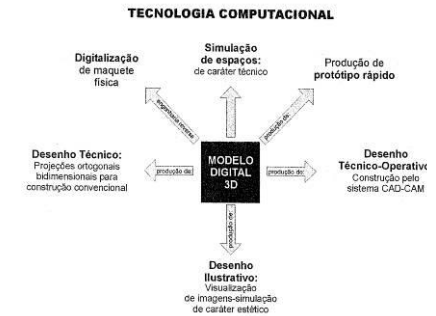 TECNOLOGIA COMPUTACIONAL
Simulação
de espaços:
de caráter técnico
Digitalização
de maquete
física
Produção de
protótipo rápido
engenharia reversa
produção de
Desenho Técnico:
Projeções ortogonais
bidimensionais para
construção convencional
produção de
MODELO
DIGITAL
3D
produção de
Desenho
Técnico-Operativo
Construção pelo
sistema CAD-CAM
produção de
Desenho
Ilustrativo:
Visualização
de imagens-simulação
de caráter estético